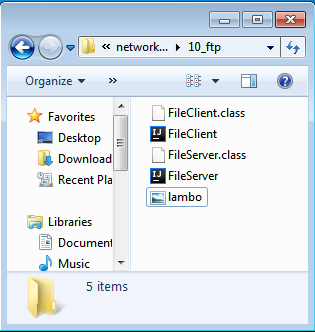 « network... ▸ 10_ftp
Organize ▾ »
Favorites
Desktop
Download
Recent Pla
Libraries
Document
Music
FileClient.class
FileClient
FileServer.class
FileServer
lambo
5 items